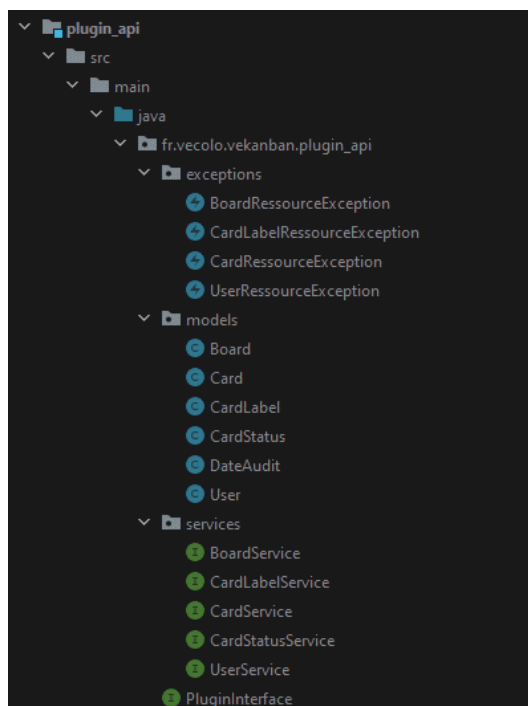 plugin_api
src
main
java
fr.vecolo.vekanban.plugin_api
exceptions
BoardRessourceException
CardLabelRessourceException
CardRessourceException
UserRessourceException
models
Board
Card
CardLabel
CardStatus
DateAudit
User
services
BoardService
CardLabelService
CardService
CardStatusService
UserService
PluginInterface